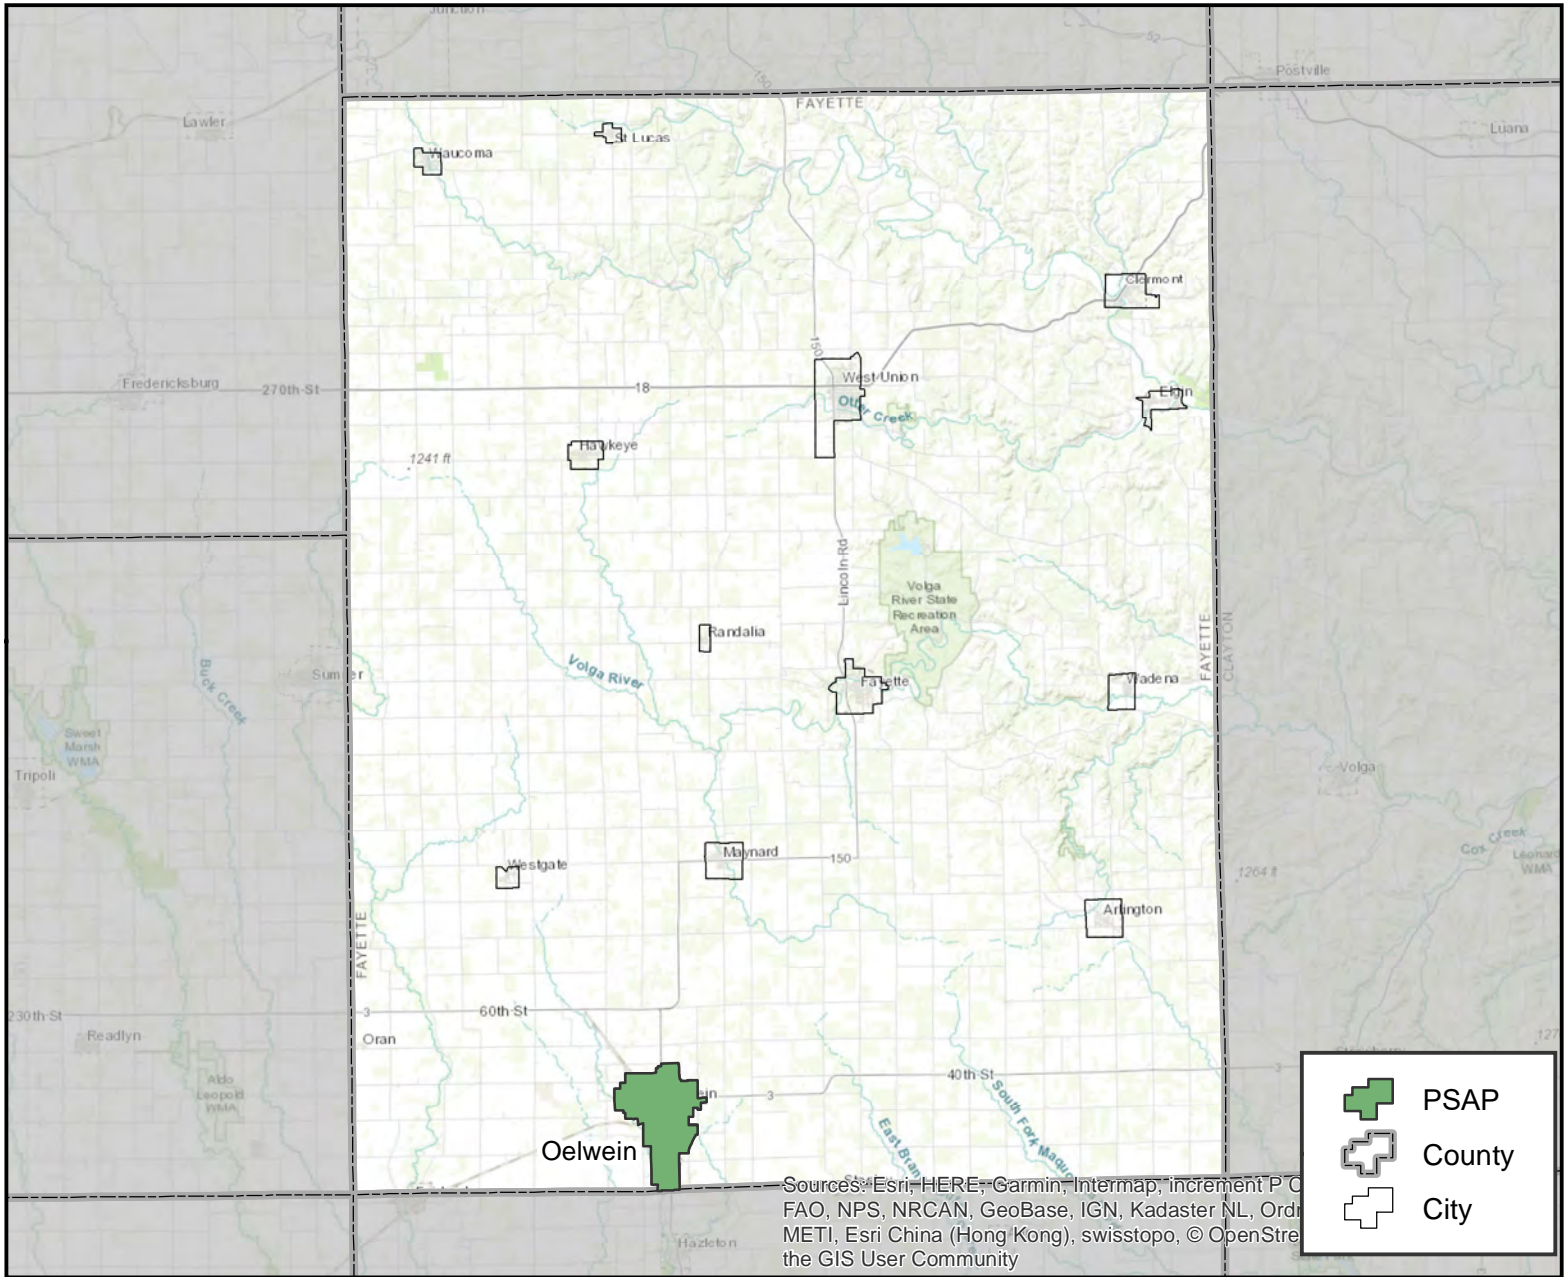 Junction
52
150
Postville
FAYETTE
Lawler
St Lucas
Luana
Waucoma
Clermont
150
West Union
Fredericksburg
270th St
18
Elgin
Otter Creek
Hawkeye
1241 ft
Lincoln Rd
Volga
River State
Recreation
Area
Randalia
FAYETTE
CLAYTON
Volga River
Buck Creek
Fayette
Wadena
Sweet
Marsh
WMA
Tripoli
Volga
Cox Creek
Leonard
WMA
Maynard
150
Westgate
1264 ft
Arlington
FAYETTE
230th St
3
60th St
Readlyn
Oran
Aldo
Leopold
WMA
40th St
3
ein
3
South Fork Maquo
East Bran
Oelwein
Hazleton
PSAP
County
City
Sources: Esri, HERE, Garmin, Intermap, increment P C
FAO, NPS, NRCAN, GeoBase, IGN, Kadaster NL, Ordn
METI, Esri China (Hong Kong), swisstopo, © OpenStre
the GIS User Community